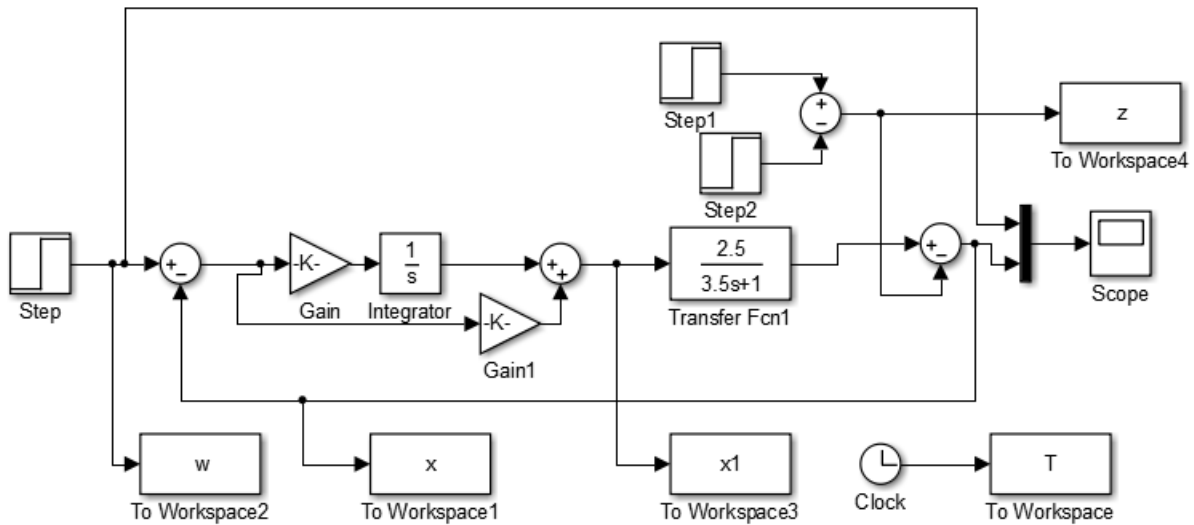 Step1
+
−
z
To Workspace4
Step2
Step
+
−
-K-
Gain
1
s
Integrator
+
+
-K-
Gain1
2.5
3.5s+1
Transfer Fcn1
+
−
Scope
w
To Workspace2
x
To Workspace1
x1
To Workspace3
Clock
T
To Workspace